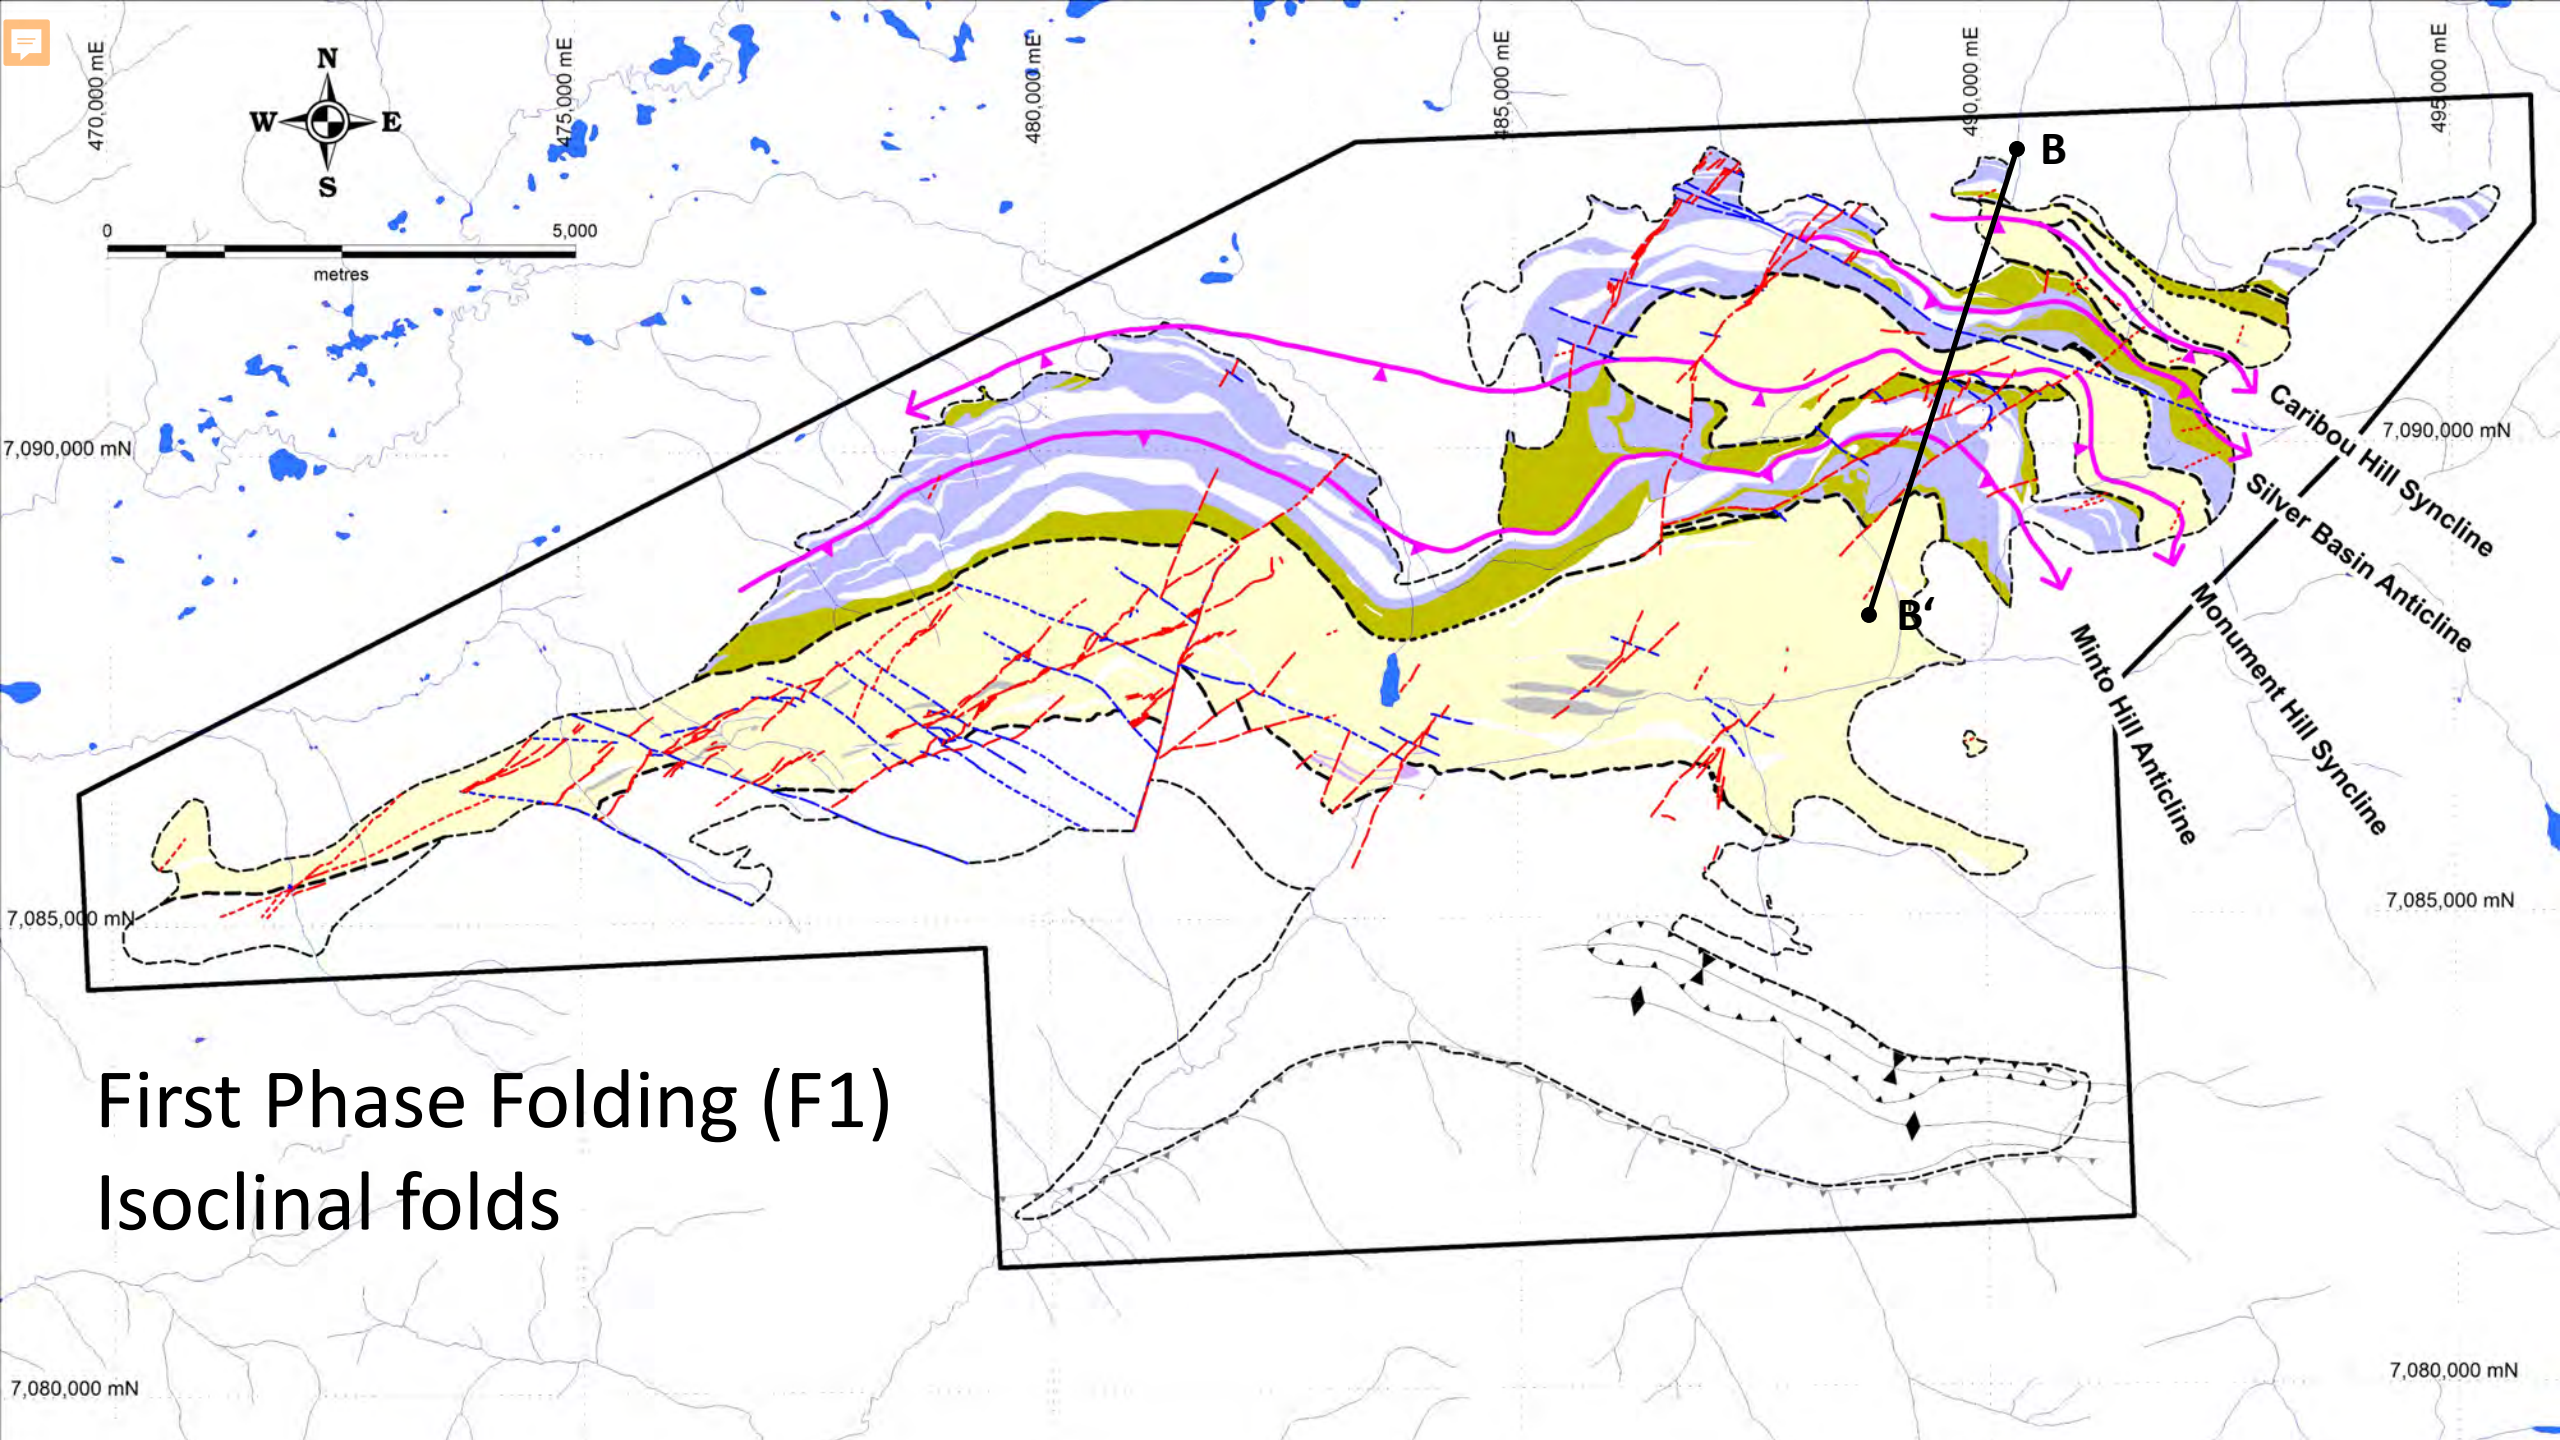 470,000 mE
475,000 mE
480,000 mE
485,000 mE
490,000 mE
495,000 mE
N
W E
S
0 5,000
metres
B
7,090,000 mN
7,090,000 mN
Caribou Hill Syncline
Silver Basin Anticline
Monument Hill Syncline
Minto Hill Anticline
B‘
7,085,000 mN
7,085,000 mN
First Phase Folding (F1)
Isoclinal folds
7,080,000 mN
7,080,000 mN